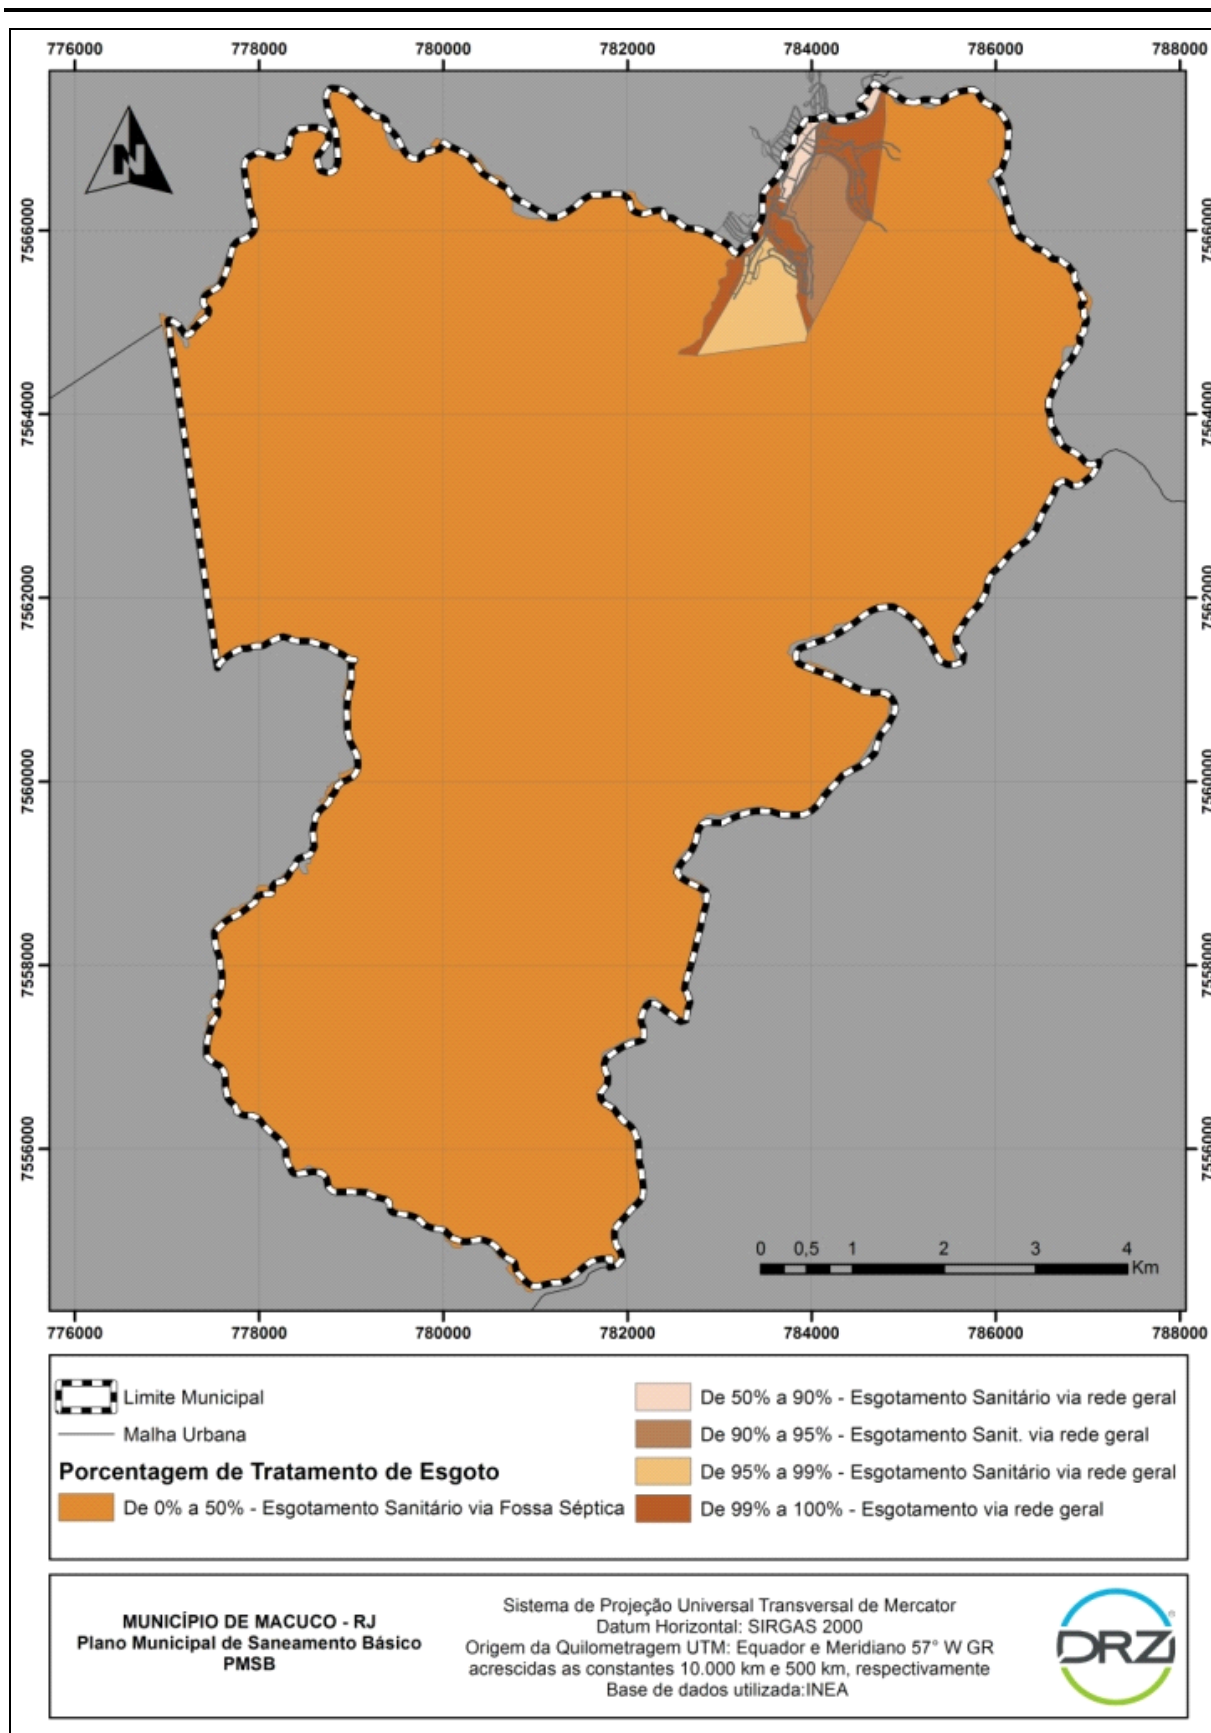 776000 778000 780000 782000 784000 786000 788000
N
7566000 7566000
7564000 7564000
7562000 7562000
7560000 7560000
7558000 7558000
7556000 7556000
0 0,5 1 2 3 4
Km
776000 778000 780000 782000 784000 786000 788000
Limite Municipal
Malha Urbana
Porcentagem de Tratamento de Esgoto
De 0% a 50% - Esgotamento Sanitário via Fossa Séptica
De 50% a 90% - Esgotamento Sanitário via rede geral
De 90% a 95% - Esgotamento Sanit. via rede geral
De 95% a 99% - Esgotamento Sanitário via rede geral
De 99% a 100% - Esgotamento via rede geral
MUNICÍPIO DE MACUCO - RJ
Plano Municipal de Saneamento Básico
PMSB
Sistema de Projeção Universal Transversal de Mercator
Datum Horizontal: SIRGAS 2000
Origem da Quilometragem UTM: Equador e Meridiano 57° W GR
acrescidas as constantes 10.000 km e 500 km, respectivamente
Base de dados utilizada:INEA
DRZ®